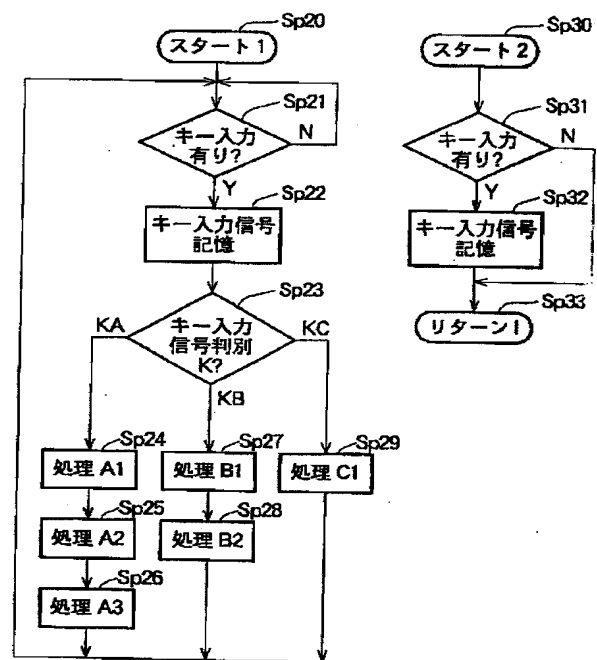 Sp20
スタート1
Sp21
キー入力
有り?
N
Y
Sp22
キー入力信号
記憶
Sp23
キー入力
信号判別
K?
KA
KB
KC
Sp24
処理 A1
Sp25
処理 A2
Sp26
処理 A3
Sp27
処理 B1
Sp28
処理 B2
Sp29
処理 C1
Sp30
スタート2
Sp31
キー入力
有り?
N
Y
Sp32
キー入力信号
記憶
Sp33
リターン1